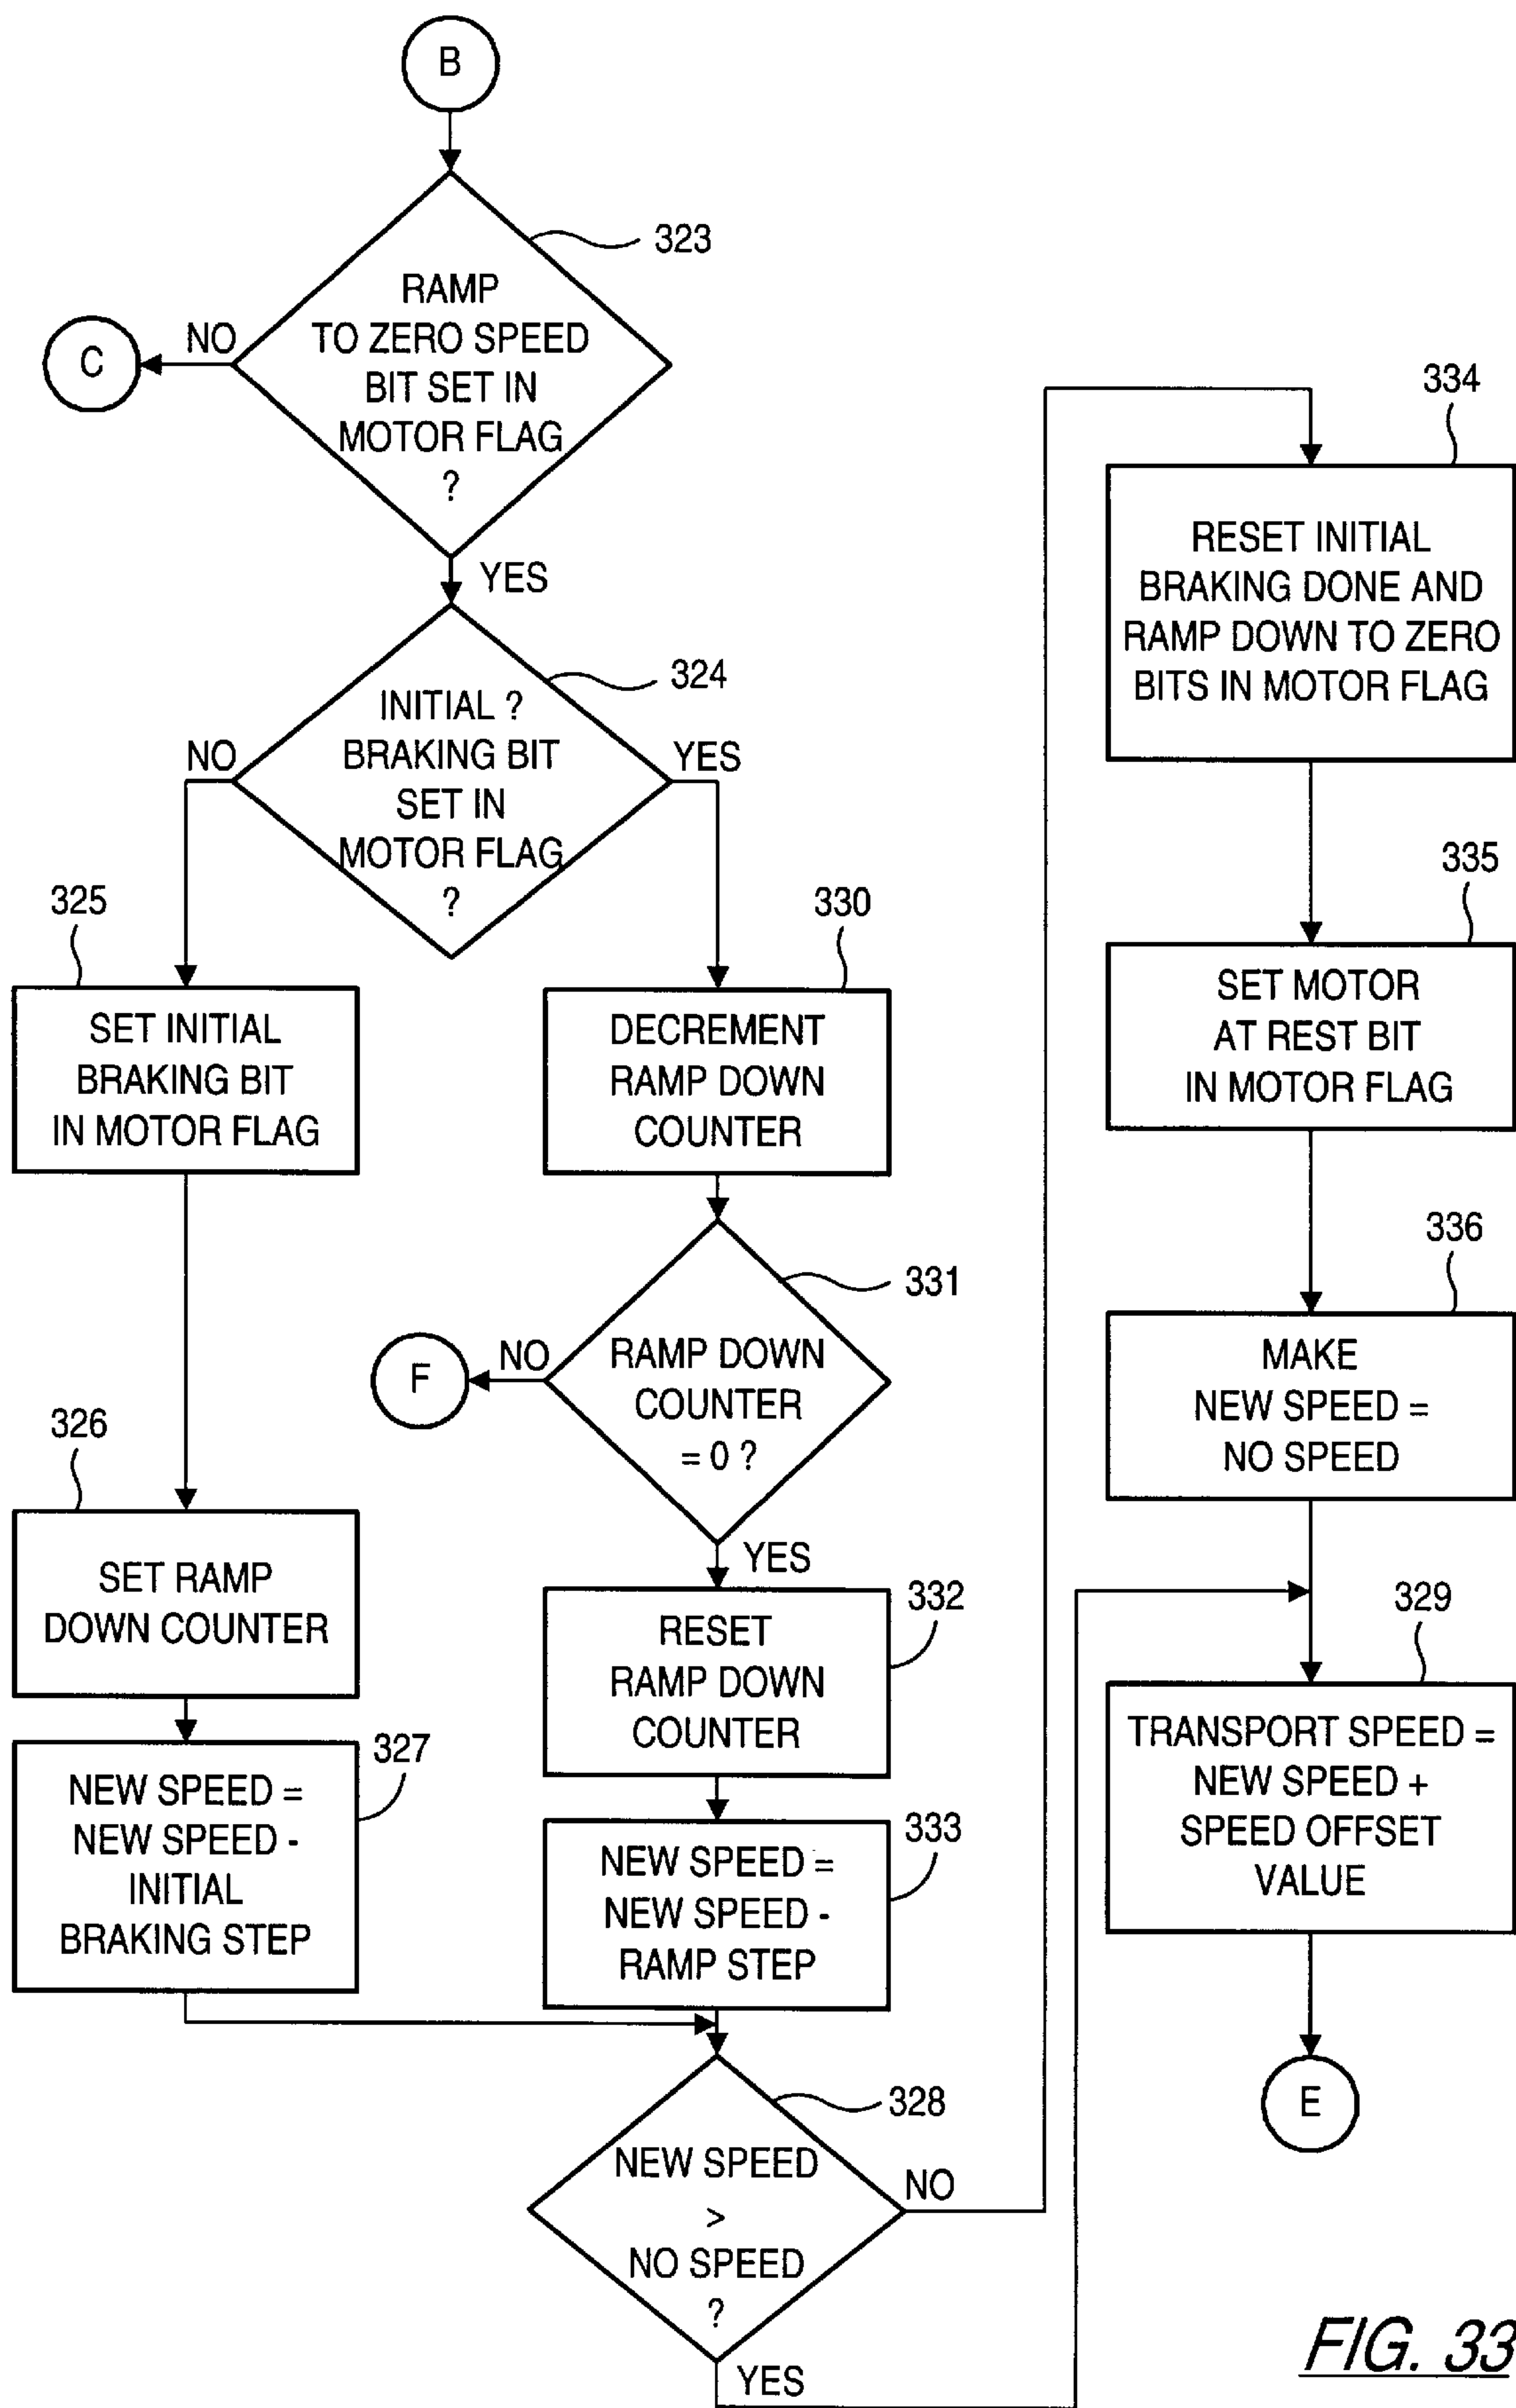 B
323
RAMP
TO ZERO SPEED
BIT SET IN
MOTOR FLAG
?
NO
C
YES
324
INITIAL ?
BRAKING BIT
SET IN
MOTOR FLAG
?
NO
YES
325
SET INITIAL
BRAKING BIT
IN MOTOR FLAG
326
SET RAMP
DOWN COUNTER
327
NEW SPEED =
NEW SPEED -
INITIAL
BRAKING STEP
330
DECREMENT
RAMP DOWN
COUNTER
331
RAMP DOWN
COUNTER
= 0 ?
NO
F
YES
332
RESET
RAMP DOWN
COUNTER
333
NEW SPEED =
NEW SPEED -
RAMP STEP
328
NEW SPEED
>
NO SPEED
?
NO
YES
334
RESET INITIAL
BRAKING DONE AND
RAMP DOWN TO ZERO
BITS IN MOTOR FLAG
335
SET MOTOR
AT REST BIT
IN MOTOR FLAG
336
MAKE
NEW SPEED =
NO SPEED
329
TRANSPORT SPEED =
NEW SPEED +
SPEED OFFSET
VALUE
E
FIG. 33